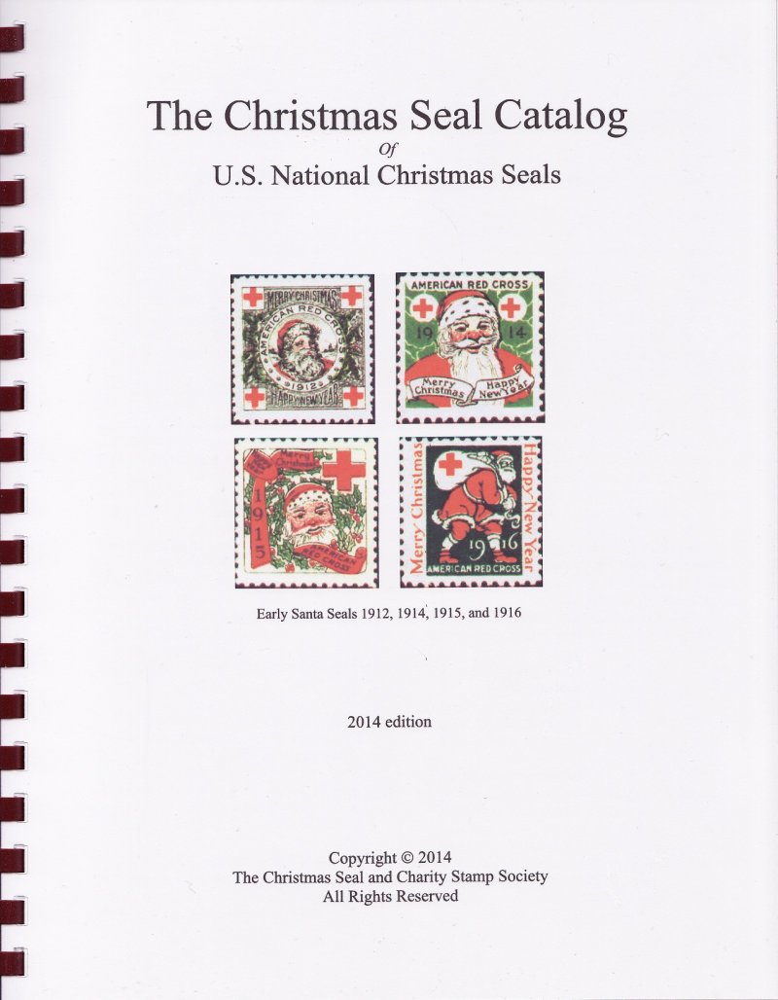 The Christmas Seal Catalog
Of
U.S. National Christmas Seals
MERRY CHRISTMAS
AMERICAN RED CROSS
1912
HAPPY NEW YEAR
AMERICAN RED CROSS
19 14
Merry Christmas
Happy New Year
Merry Christmas
1915
AMERICAN RED CROSS
Merry Christmas
Happy New Year
1916
AMERICAN RED CROSS
Early Santa Seals 1912, 1914, 1915, and 1916
2014 edition
Copyright © 2014
The Christmas Seal and Charity Stamp Society
All Rights Reserved